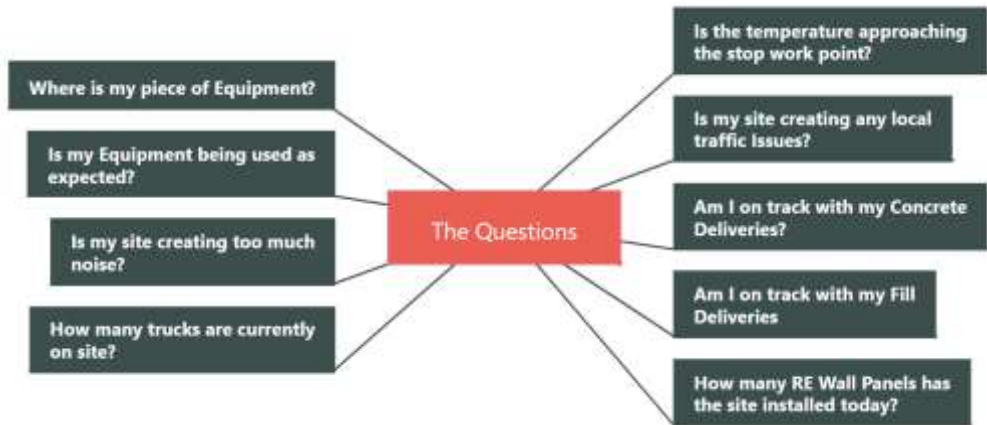 Where is my piece of Equipment?
Is my Equipment being used as
expected?
Is my site creating too much
noise?
How many trucks are currently
on site?
The Questions
Is the temperature approaching
the stop work point?
Is my site creating any local
traffic Issues?
Am I on track with my Concrete
Deliveries?
Am I on track with my Fill
Deliveries
How many RE Wall Panels has
the site installed today?